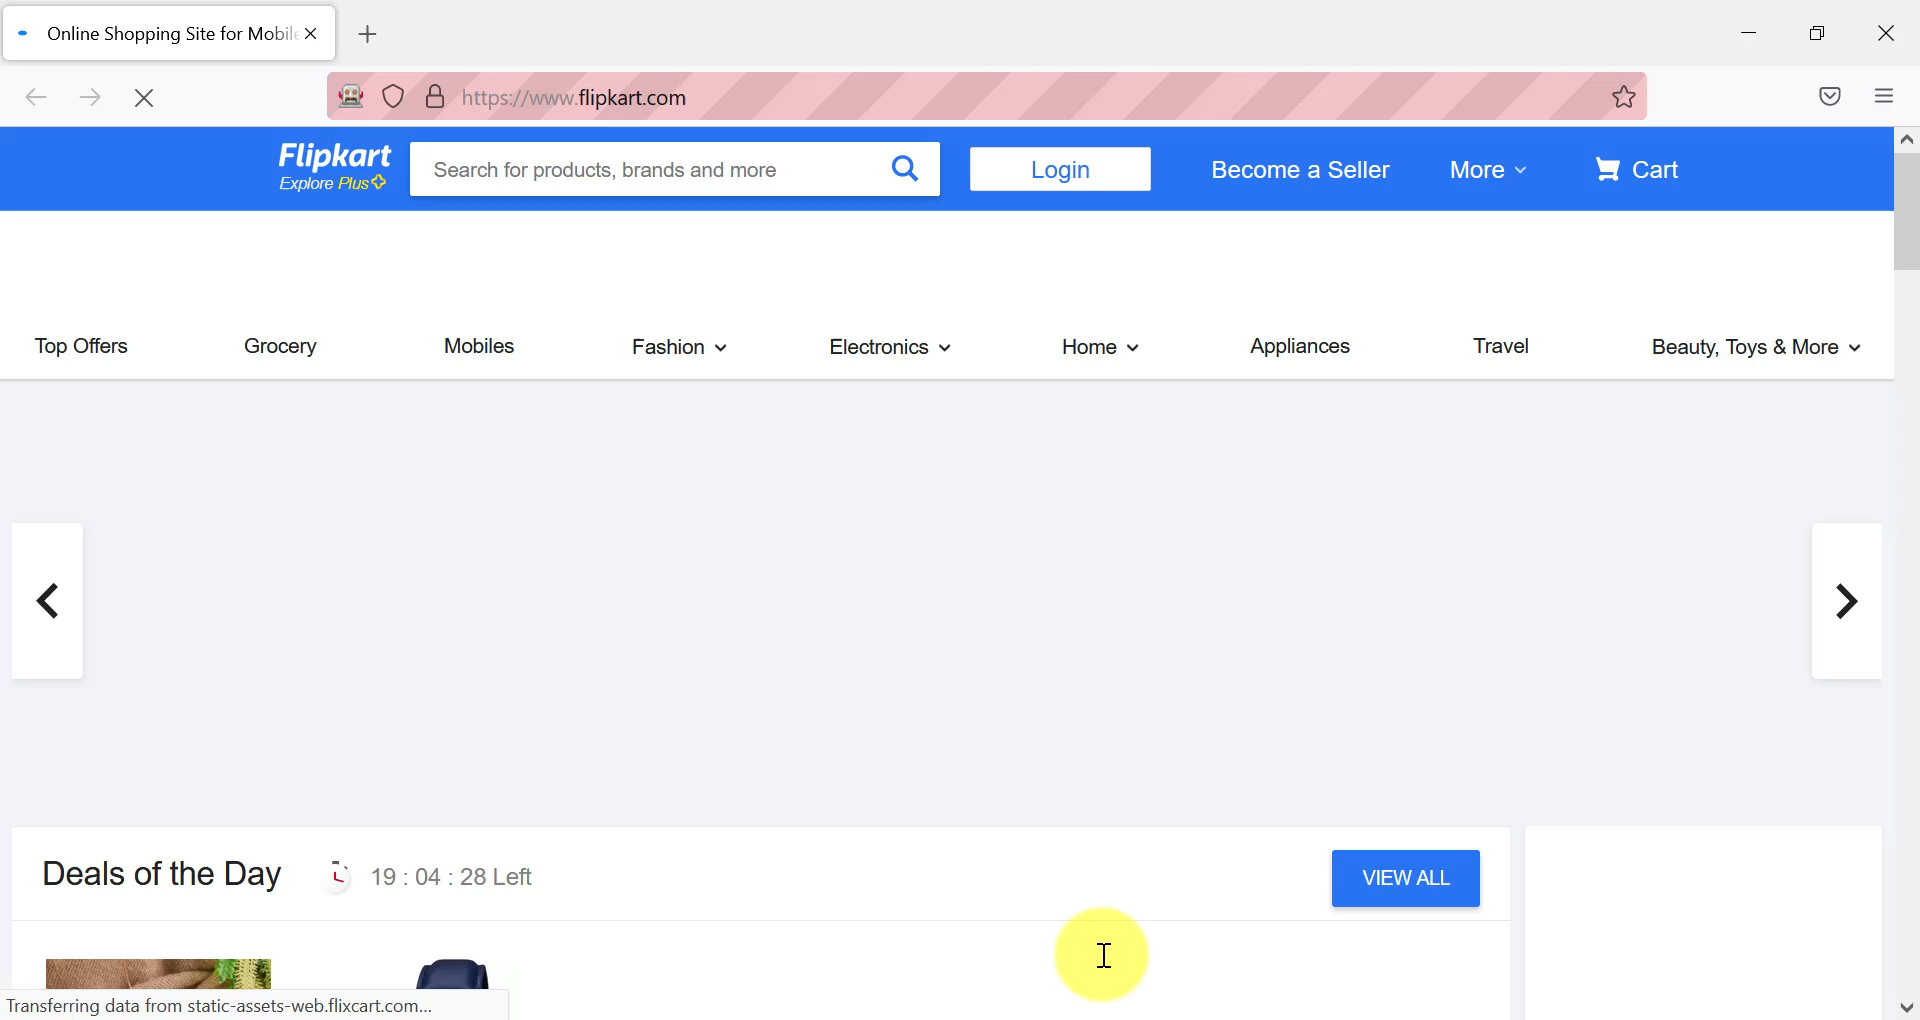 Online Shopping Site for Mobile
https://www.flipkart.com
Flipkart
Explore Plus
Search for products, brands and more
Login
Become a Seller
More
Cart
Top Offers
Grocery
Mobiles
Fashion
Electronics
Home
Appliances
Travel
Beauty, Toys & More
Deals of the Day
19 : 04 : 28 Left
VIEW ALL
Transferring data from static-assets-web.flixcart.com...